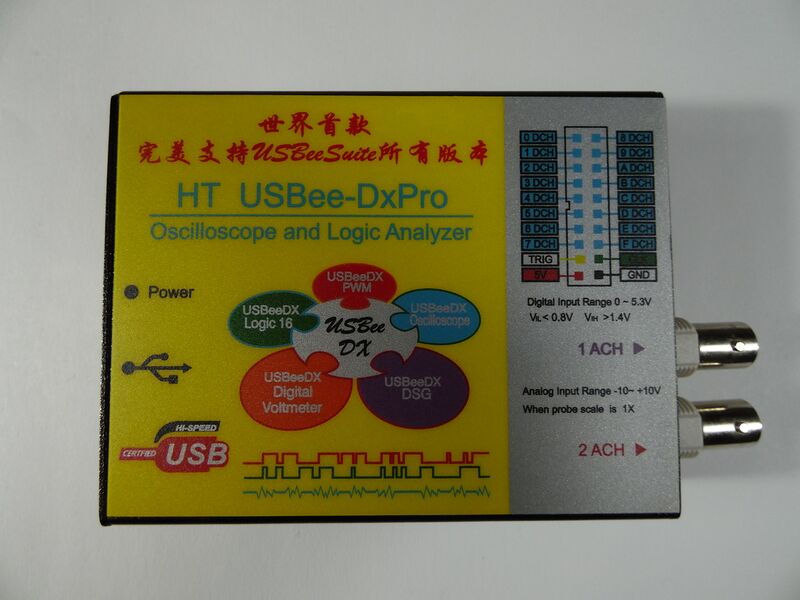 世界首款
完美支持USBeeSuite所有版本
HT USBee-DxPro
Oscilloscope and Logic Analyzer
Power
USBeeDX
PWM
USBeeDX
Logic 16
USBeeDX
Oscilloscope
USBee
DX
USBeeDX
Digital
Voltmeter
USBeeDX
DSG
HI-SPEED
CERTIFIED
USB
0 DCH 8 DCH
1 DCH 9 DCH
2 DCH A DCH
3 DCH B DCH
4 DCH C DCH
5 DCH D DCH
6 DCH E DCH
7 DCH F DCH
TRIG CLK
5V GND
Digital Input Range 0 ~ 5.3V
VIL < 0.8V VIH >1.4V
1 ACH
Analog Input Range -10~ +10V
When probe scale is 1X
2 ACH